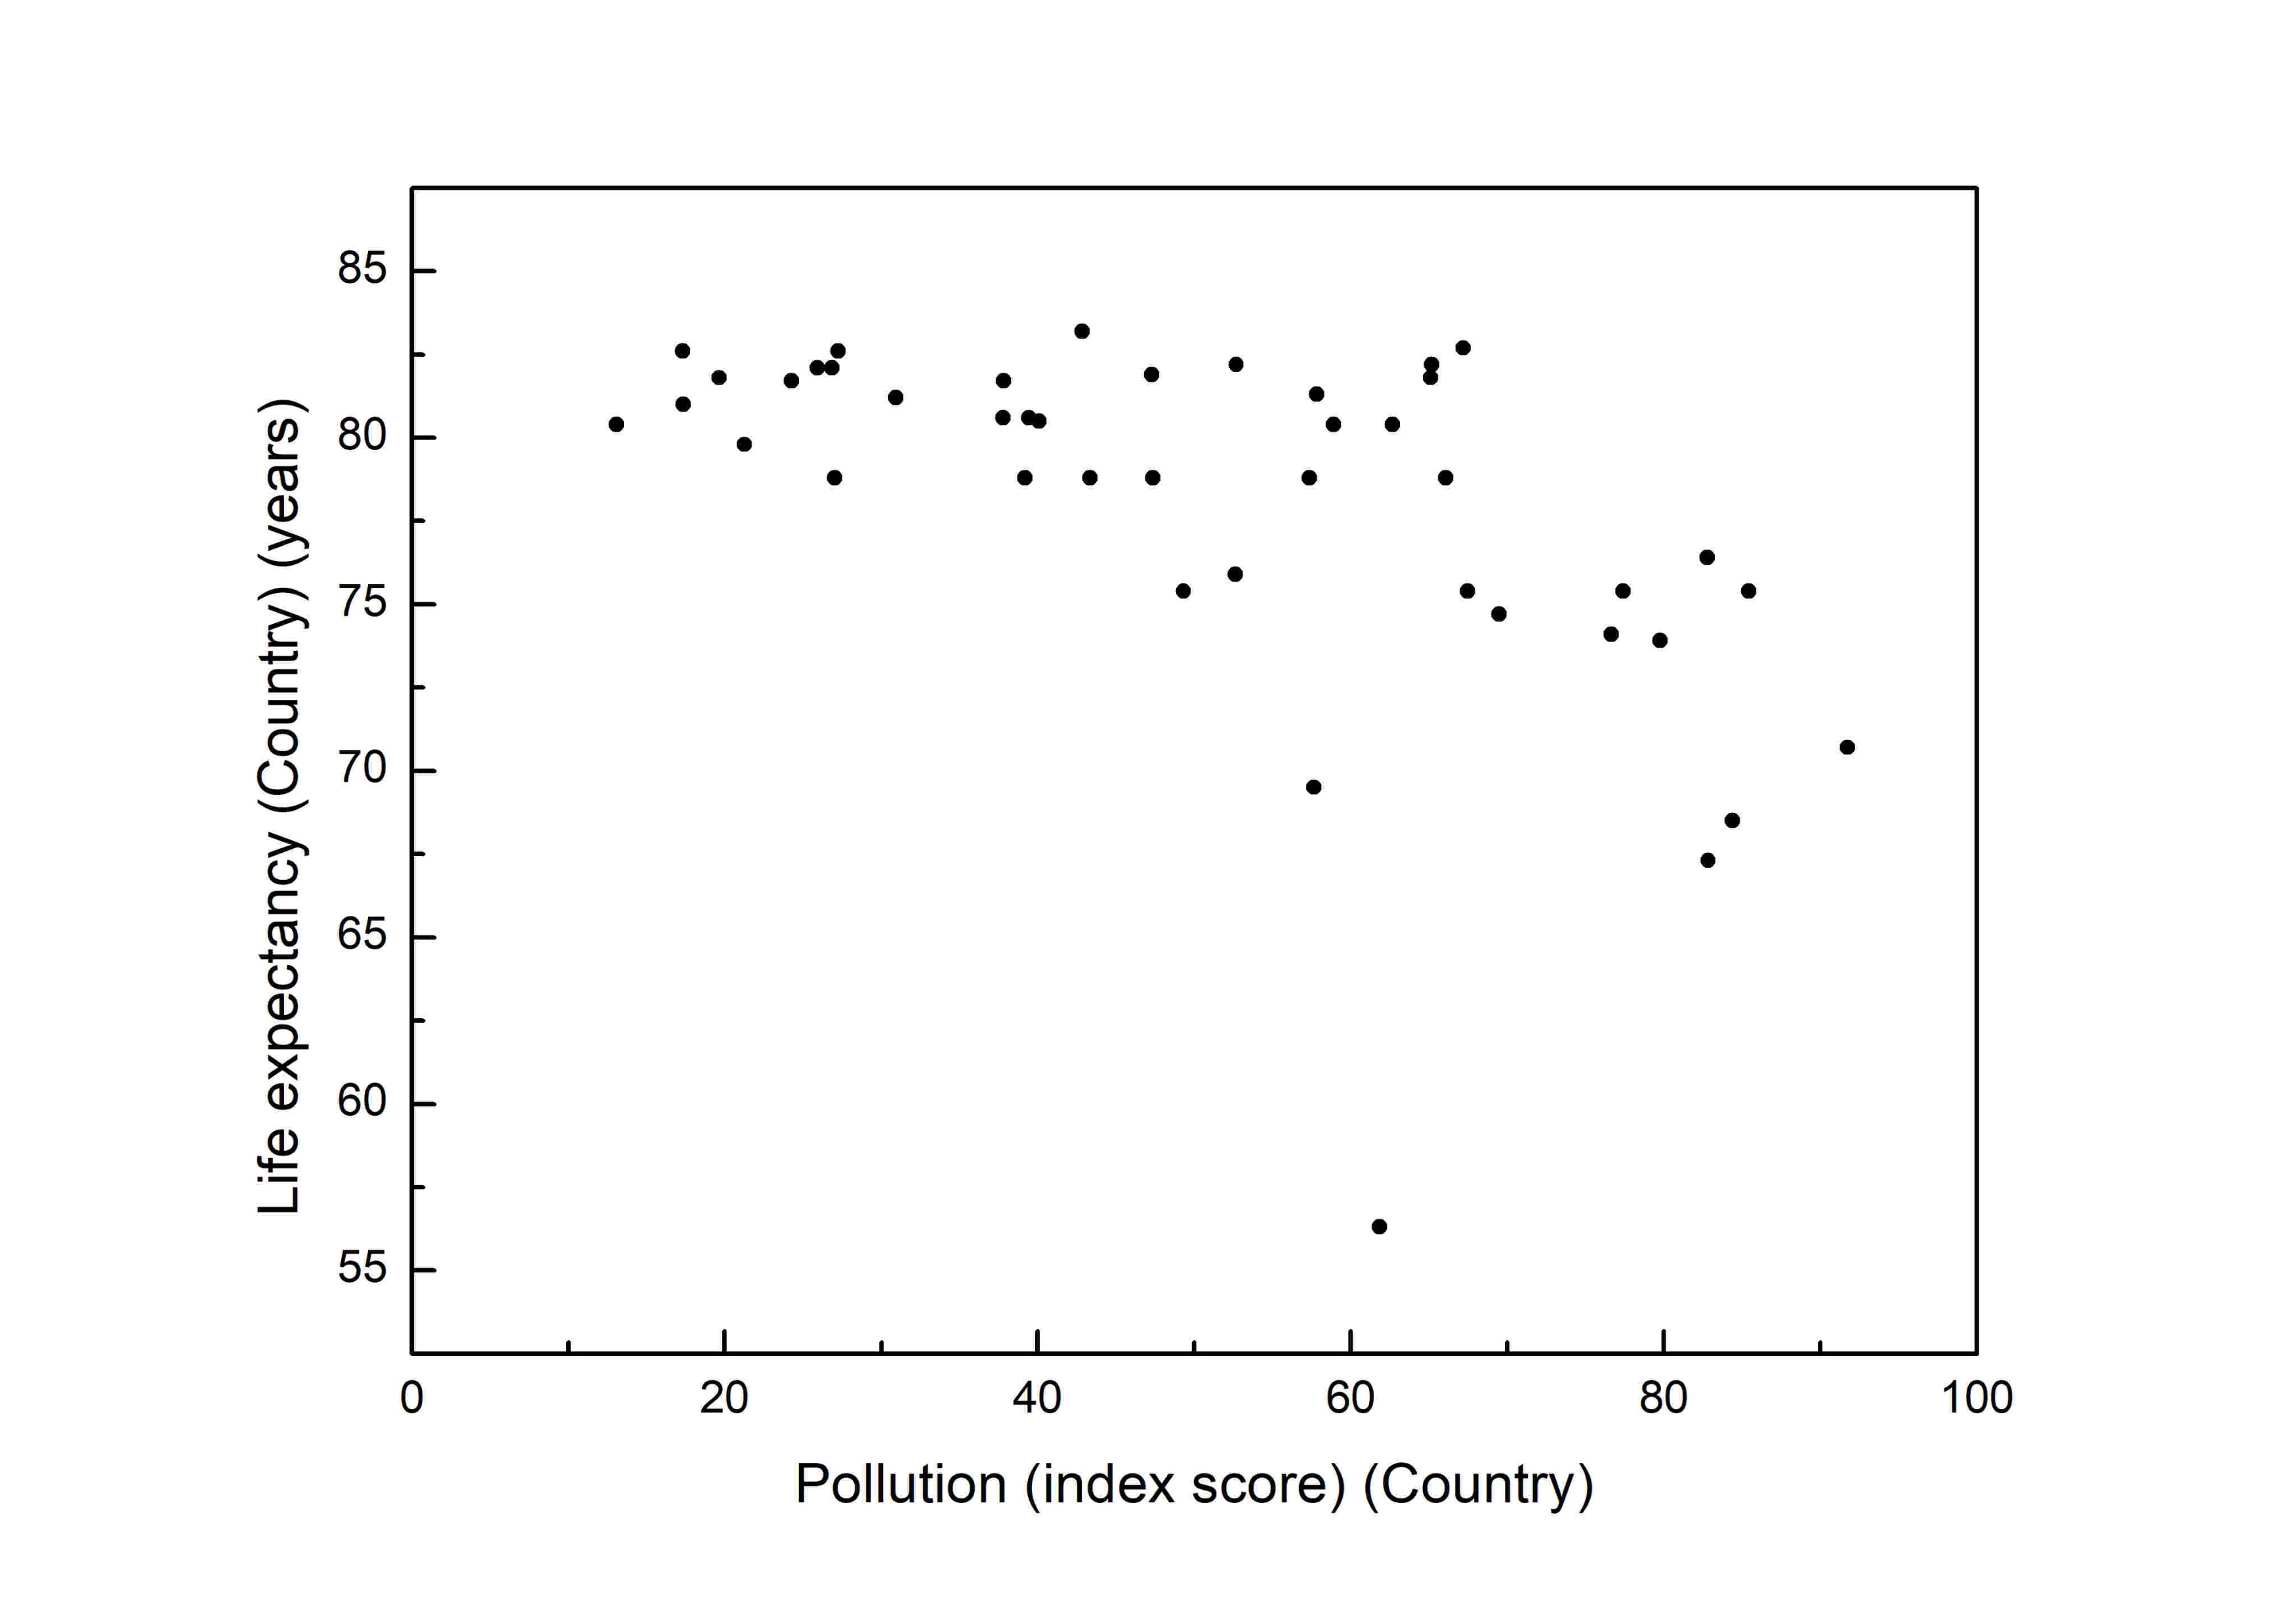 85
80
75
70
65
60
55
Life expectancy (Country) (years)
0 20 40 60 80 100
Pollution (index score) (Country)